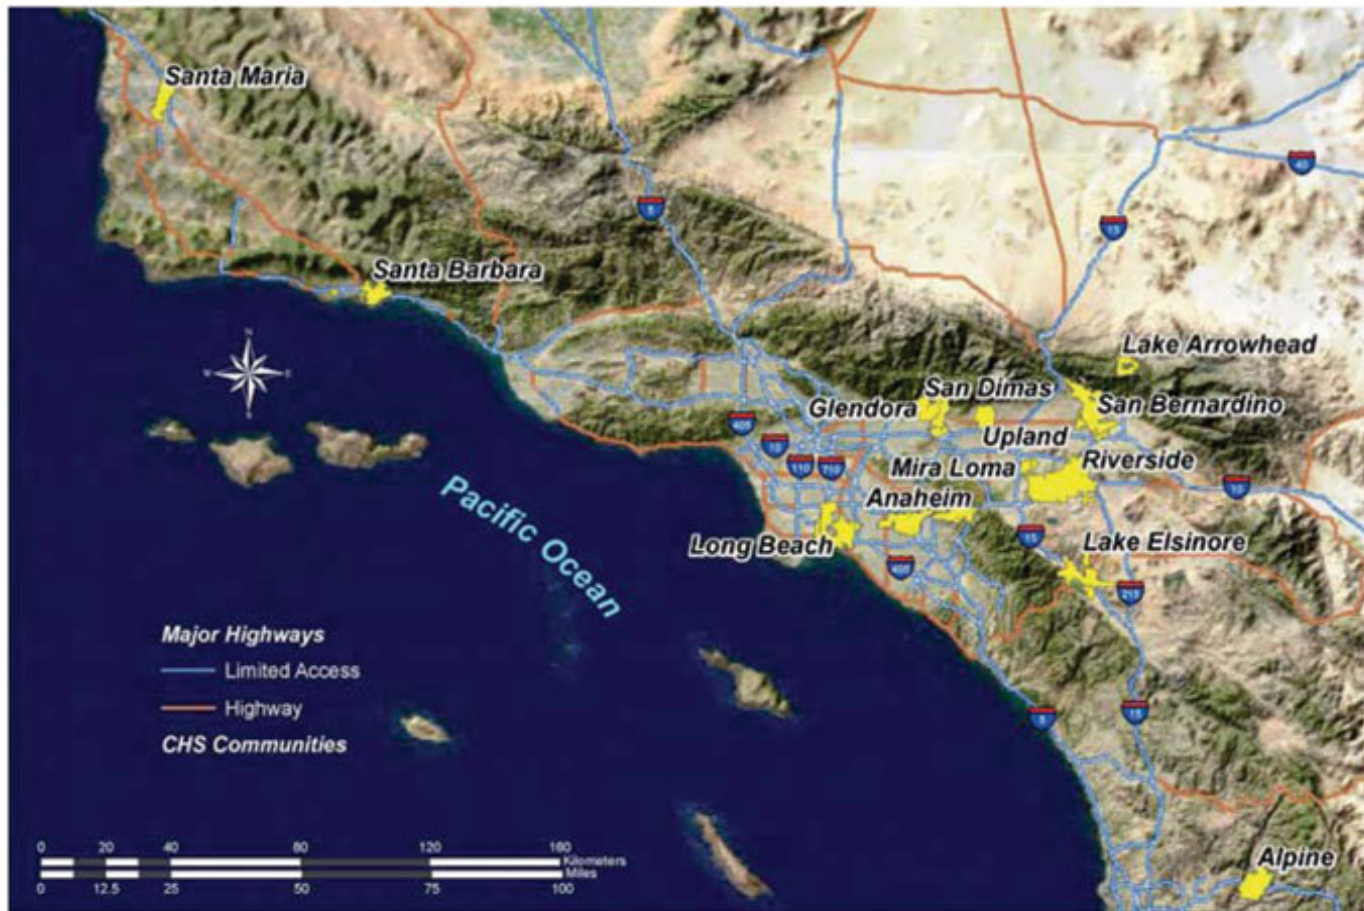 Santa Maria
40
5
15
Santa Barbara
N
W
E
S
Lake Arrowhead
San Dimas
Glendora
San Bernardino
405
10
Upland
110
710
Mira Loma
Riverside
Anaheim
10
Pacific Ocean
Long Beach
15
Lake Elsinore
405
215
Major Highways
Limited Access
Highway
5
15
CHS Communities
0 20 40 80 120 160
Kilometers
Miles
0 12.5 25 50 75 100
Alpine